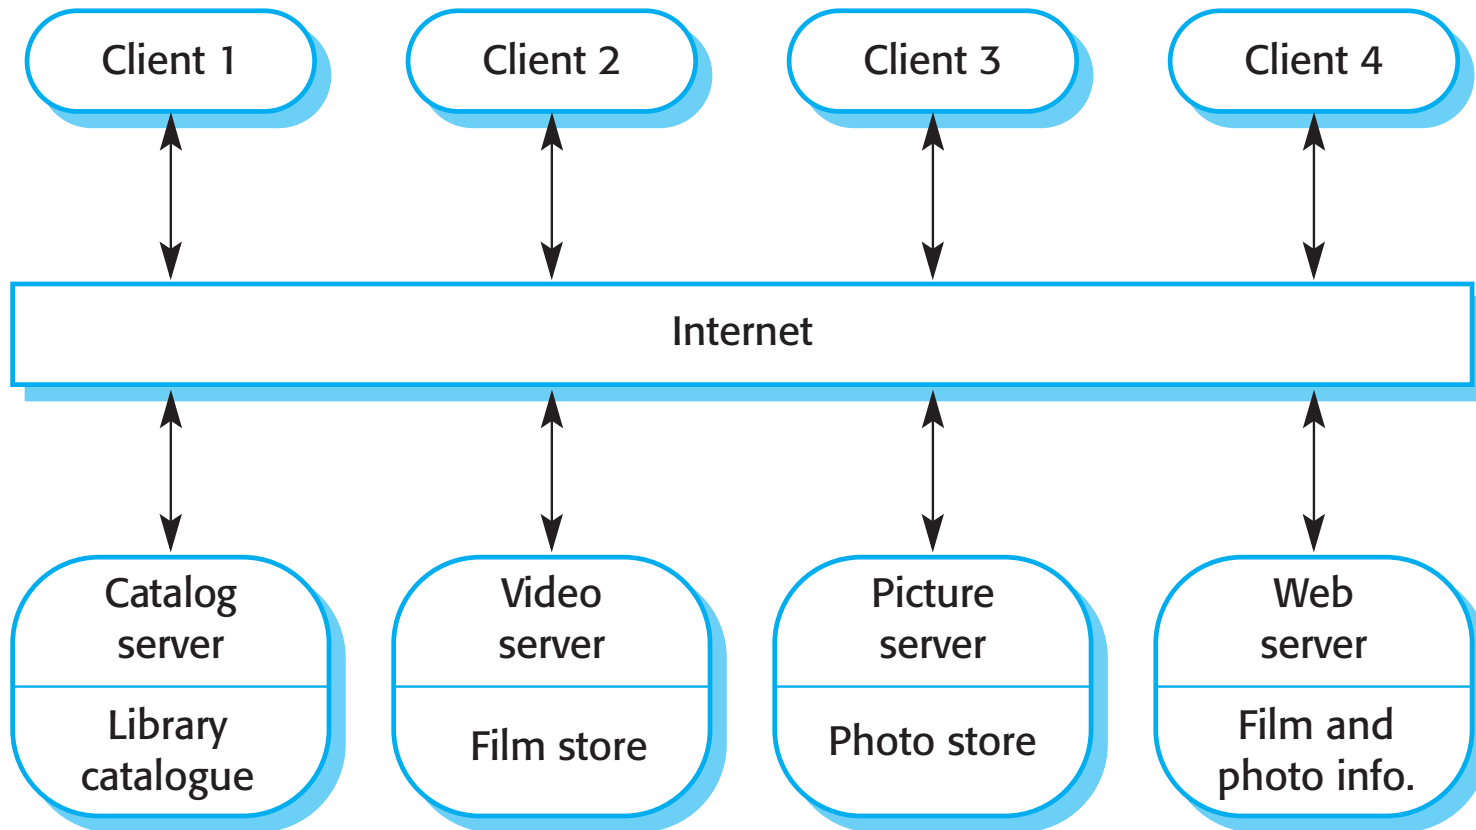 Client 1
Client 2
Client 3
Client 4
Internet
Catalog
server
Library
catalogue
Video
server
Film store
Picture
server
Photo store
Web
server
Film and
photo info.